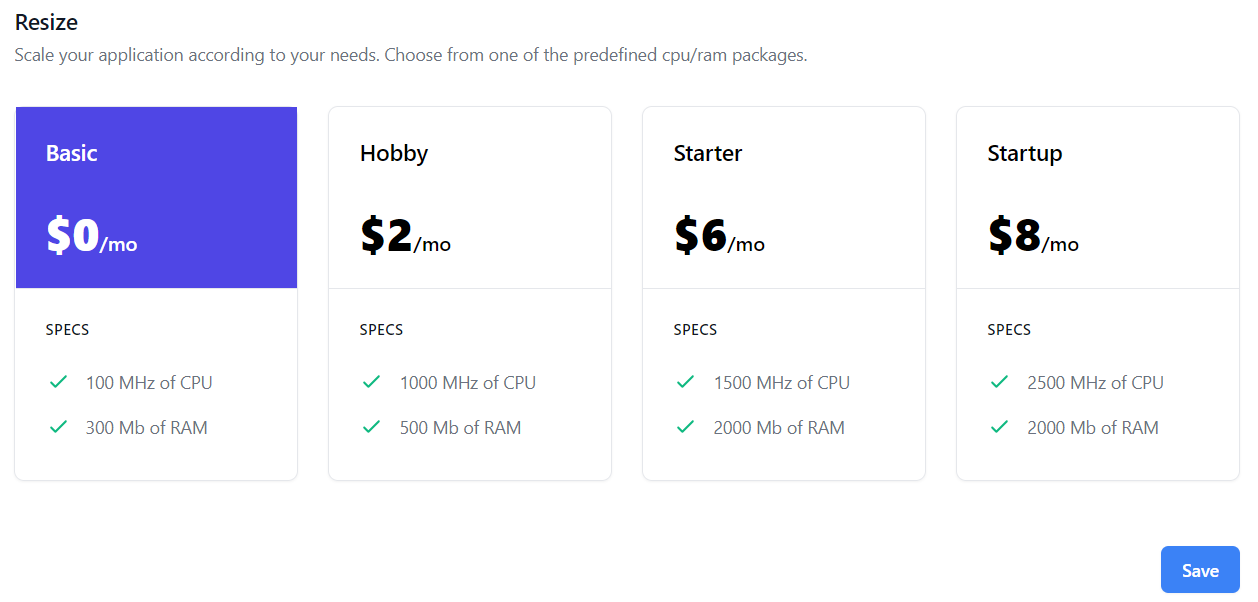 Resize
Scale your application according to your needs. Choose from one of the predefined cpu/ram packages.
Basic
$0/mo
SPECS
100 MHz of CPU
300 Mb of RAM
Hobby
$2/mo
SPECS
1000 MHz of CPU
500 Mb of RAM
Starter
$6/mo
SPECS
1500 MHz of CPU
2000 Mb of RAM
Startup
$8/mo
SPECS
2500 MHz of CPU
2000 Mb of RAM
Save